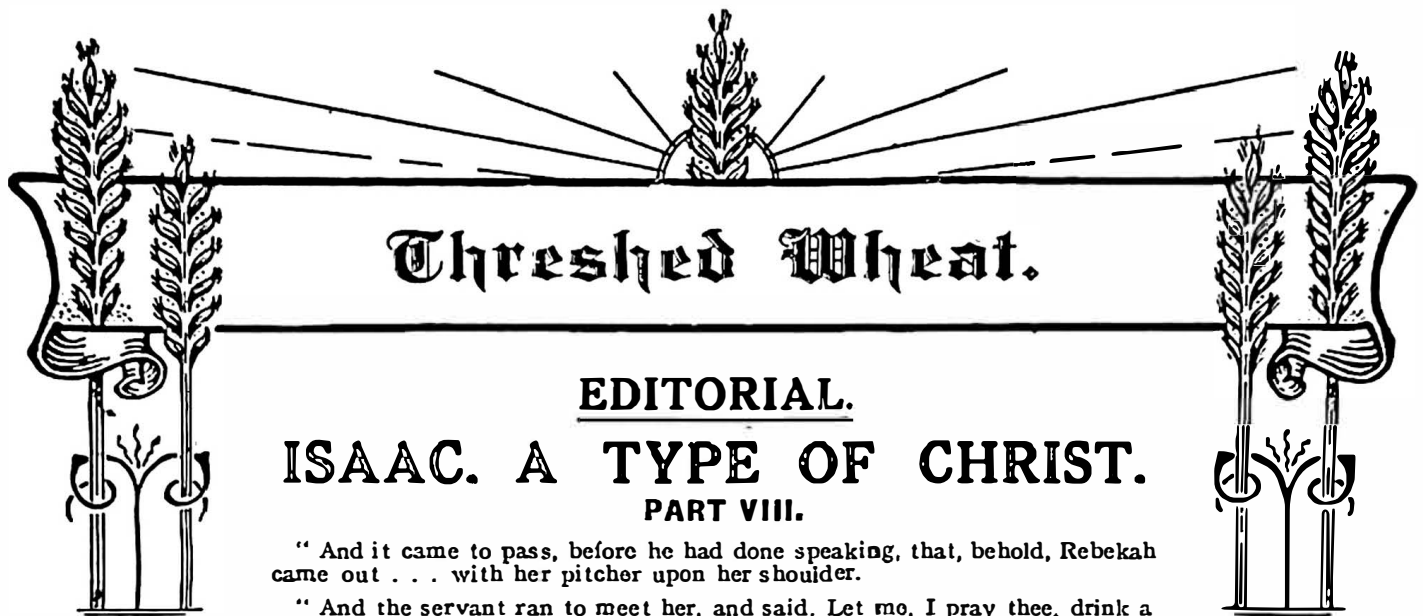 Threshed Wheat.
EDITORIAL.
ISAAC. A TYPE OF CHRIST.
PART VIII.
" And it came to pass, before he had done speaking, that, behold, Rebekah
came out . . . with her pitcher upon her shoulder.
" And the servant ran to meet her, and said, Let me, I pray thee, drink a